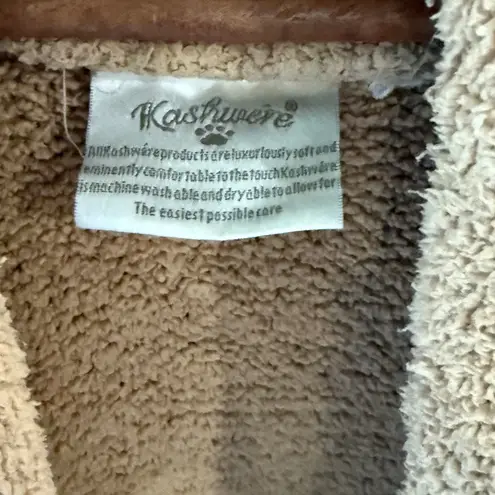 Kashwére®
All Kashwére products are luxuriously soft and
eminently comfortable to the touch Kashwére
is machine washable and dryable to allow for
The easiest possible care